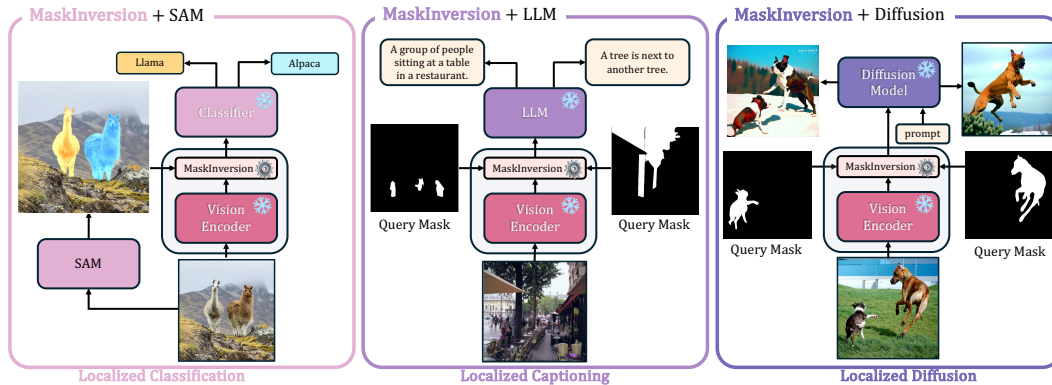 MaskInversion + SAM
Llama
Alpaca
Classifier
MaskInversion
Vision
Encoder
SAM
Localized Classification
MaskInversion + LLM
A group of people
sitting at a table
in a restaurant.
A tree is next to
another tree.
LLM
MaskInversion
Query Mask
Query Mask
Vision
Encoder
Localized Captioning
MaskInversion + Diffusion
Diffusion
Model
prompt
MaskInversion
Query Mask
Query Mask
Vision
Encoder
Localized Diffusion